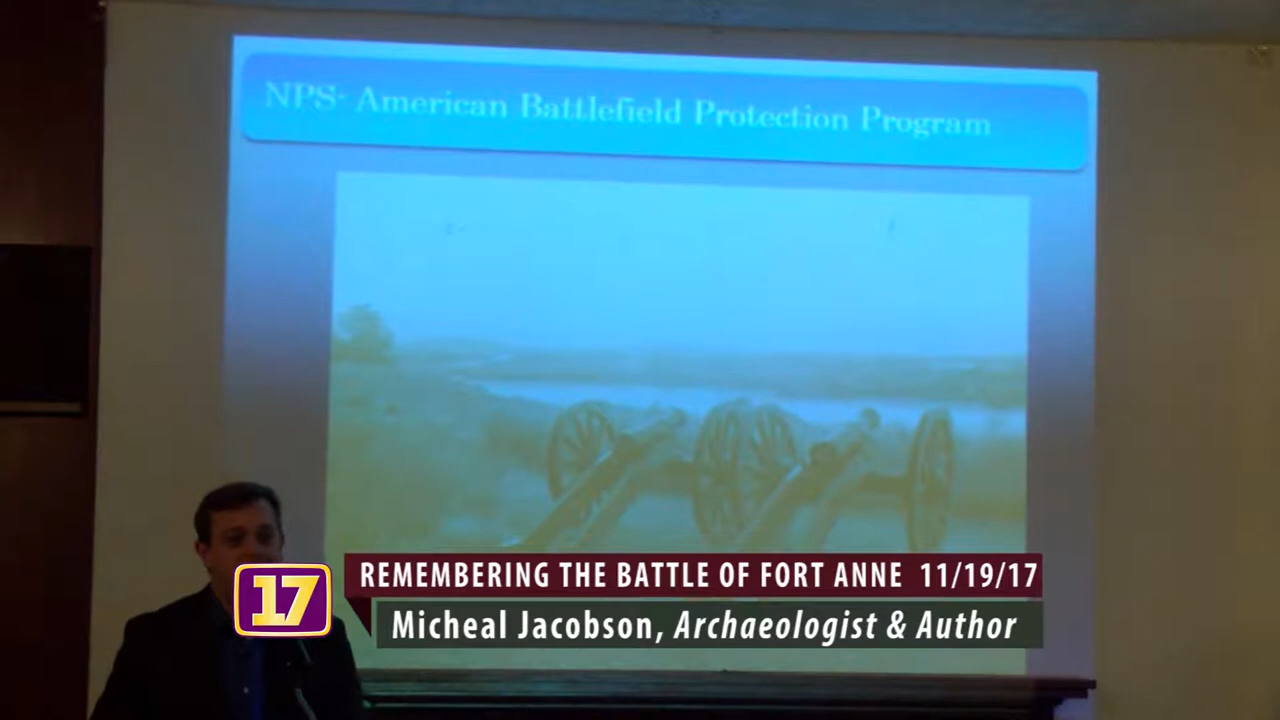 NPS- American Battlefield Protection Program
17
REMEMBERING THE BATTLE OF FORT ANNE 11/19/17
Micheal Jacobson, Archaeologist & Author